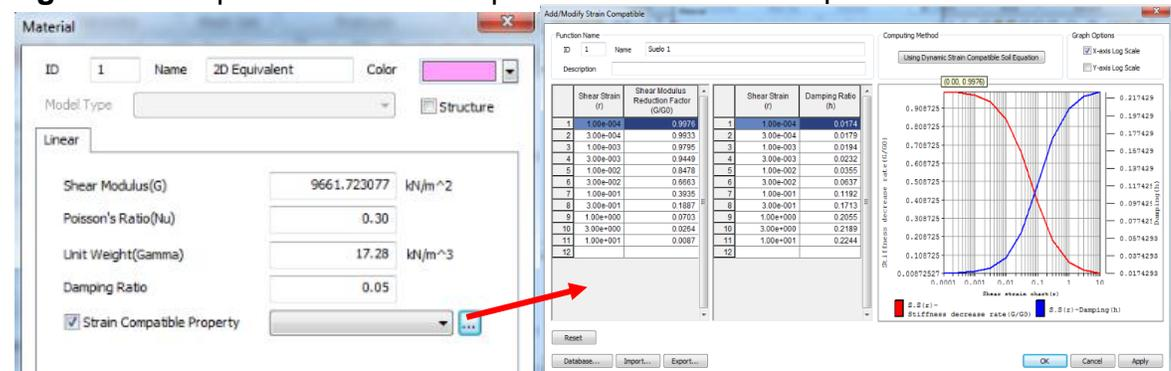 Material
ID 1 Name 2D Equivalent Color
Model Type Structure
Linear
Shear Modulus(G) 9661.723077 kN/m^2
Poisson's Ratio(Nu) 0.30
Unit Weight(Gamma) 17.28 kN/m^3
Damping Ratio 0.05
Strain Compatible Property ...
Add/Modify Strain Compatible
Function Name
ID 1 Name Suelo 1
Description
Shear Strain (r) Shear Modulus Reduction Factor (G/G0)
1 1.00e-004 0.9976
2 3.00e-004 0.9933
3 1.00e-003 0.9795
4 3.00e-003 0.9449
5 1.00e-002 0.8478
6 3.00e-002 0.6663
7 1.00e-001 0.3935
8 3.00e-001 0.1887
9 1.00e+000 0.0703
10 3.00e+000 0.0254
11 1.00e+001 0.0087
12
Shear Strain (r) Damping Ratio (h)
1 1.00e-004 0.0174
2 3.00e-004 0.0179
3 1.00e-003 0.0194
4 3.00e-003 0.0232
5 1.00e-002 0.0355
6 3.00e-002 0.0637
7 1.00e-001 0.1192
8 3.00e-001 0.1713
9 1.00e+000 0.2055
10 3.00e+000 0.2189
11 1.00e+001 0.2244
12
Computing Method
Using Dynamic Strain Compatible Soil Equation
Graph Options
X-axis Log Scale
Y-axis Log Scale
(0.00, 0.9976)
Stiffness decrease rate(G/G0)
0.908725
0.808725
0.708725
0.608725
0.508725
0.408725
0.308725
0.208725
0.108725
0.00872527
0.217429
0.197429
0.177429
0.157429
0.137429
0.117429
0.097429
0.077429
0.0574293
0.0374293
0.0174293
Damping(h)
0.0001 0.001 0.01 0.1 1 10
Shear strain chart(r)
S.S(r)-Stiffness decrease rate(G/G0)
S.S(r)-Damping(h)
Reset
Database... Import... Export...
OK Cancel Apply